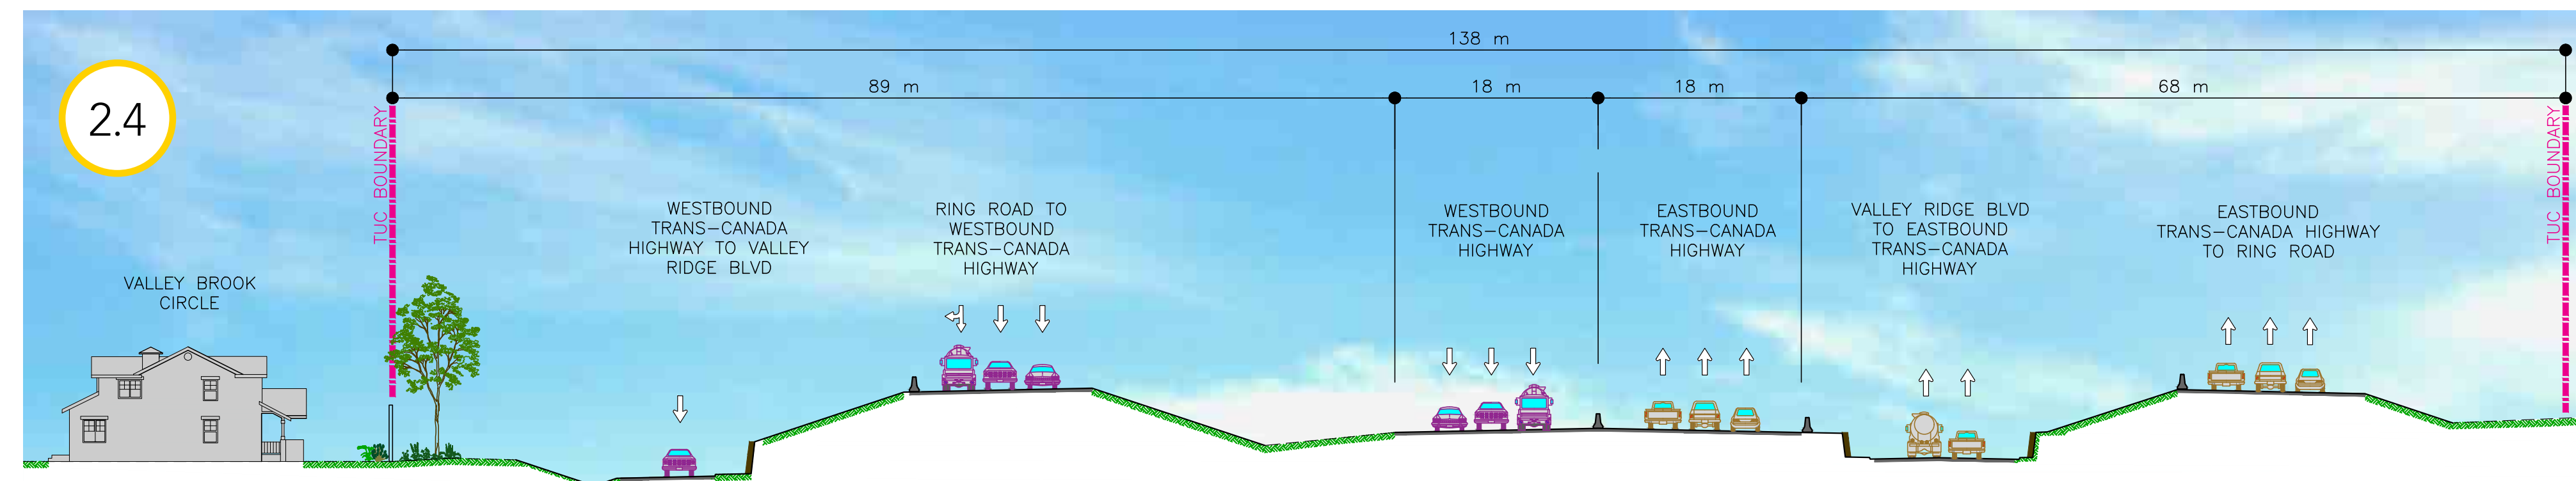 138 m
89 m
18 m
18 m
68 m
2.4
TUC BOUNDARY
TUC BOUNDARY
VALLEY BROOK
CIRCLE
WESTBOUND
TRANS-CANADA
HIGHWAY TO VALLEY
RIDGE BLVD
RING ROAD TO
WESTBOUND
TRANS-CANADA
HIGHWAY
WESTBOUND
TRANS-CANADA
HIGHWAY
EASTBOUND
TRANS-CANADA
HIGHWAY
VALLEY RIDGE BLVD
TO EASTBOUND
TRANS-CANADA
HIGHWAY
EASTBOUND
TRANS-CANADA HIGHWAY
TO RING ROAD